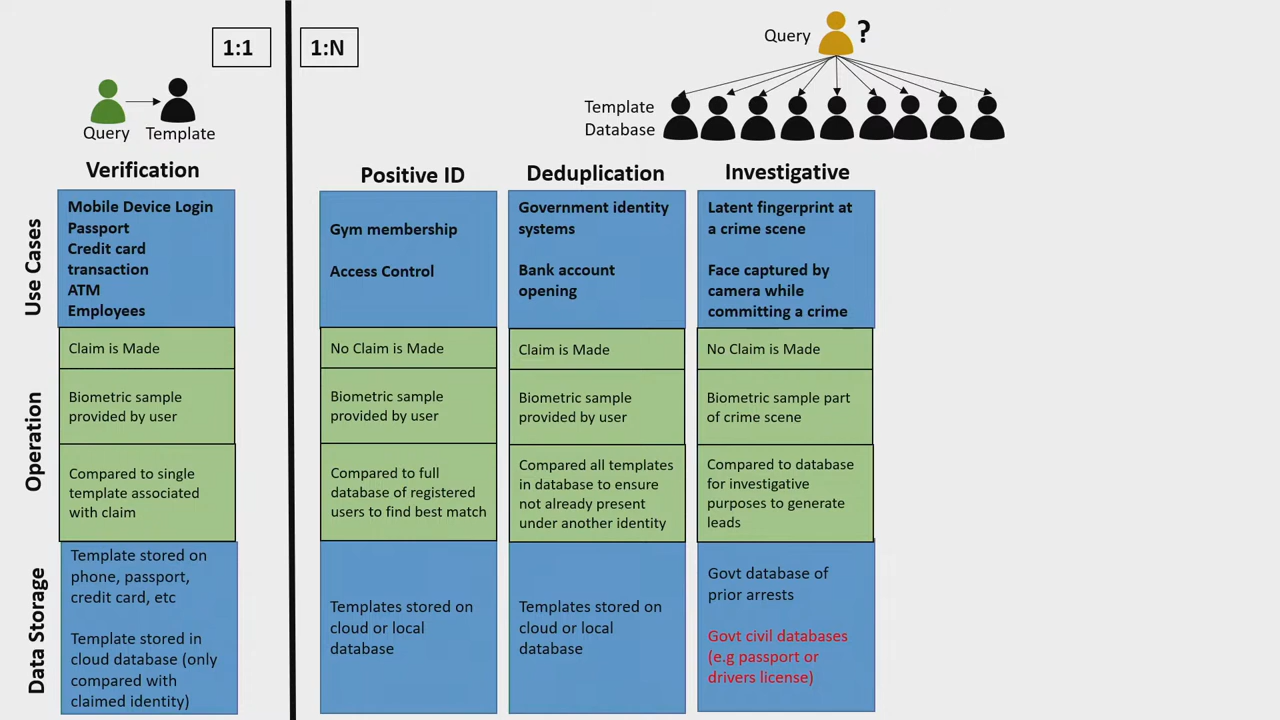 1:1
1:N
Query
?
Query
Template
Template
Database
Verification
Positive ID
Deduplication
Investigative
Use Cases
Mobile Device Login
Passport
Credit card
transaction
ATM
Employees
Gym membership
Access Control
Government identity
systems
Bank account
opening
Latent fingerprint at
a crime scene
Face captured by
camera while
committing a crime
Operation
Claim is Made
No Claim is Made
Claim is Made
No Claim is Made
Biometric sample
provided by user
Biometric sample
provided by user
Biometric sample
provided by user
Biometric sample part
of crime scene
Compared to single
template associated
with claim
Compared to full
database of registered
users to find best match
Compared all templates
in database to ensure
not already present
under another identity
Compared to database
for investigative
purposes to generate
leads
Data Storage
Template stored on
phone, passport,
credit card, etc
Template stored in
cloud database (only
compared with
claimed identity)
Templates stored on
cloud or local
database
Templates stored on
cloud or local
database
Govt database of
prior arrests
Govt civil databases
(e.g passport or
drivers license)